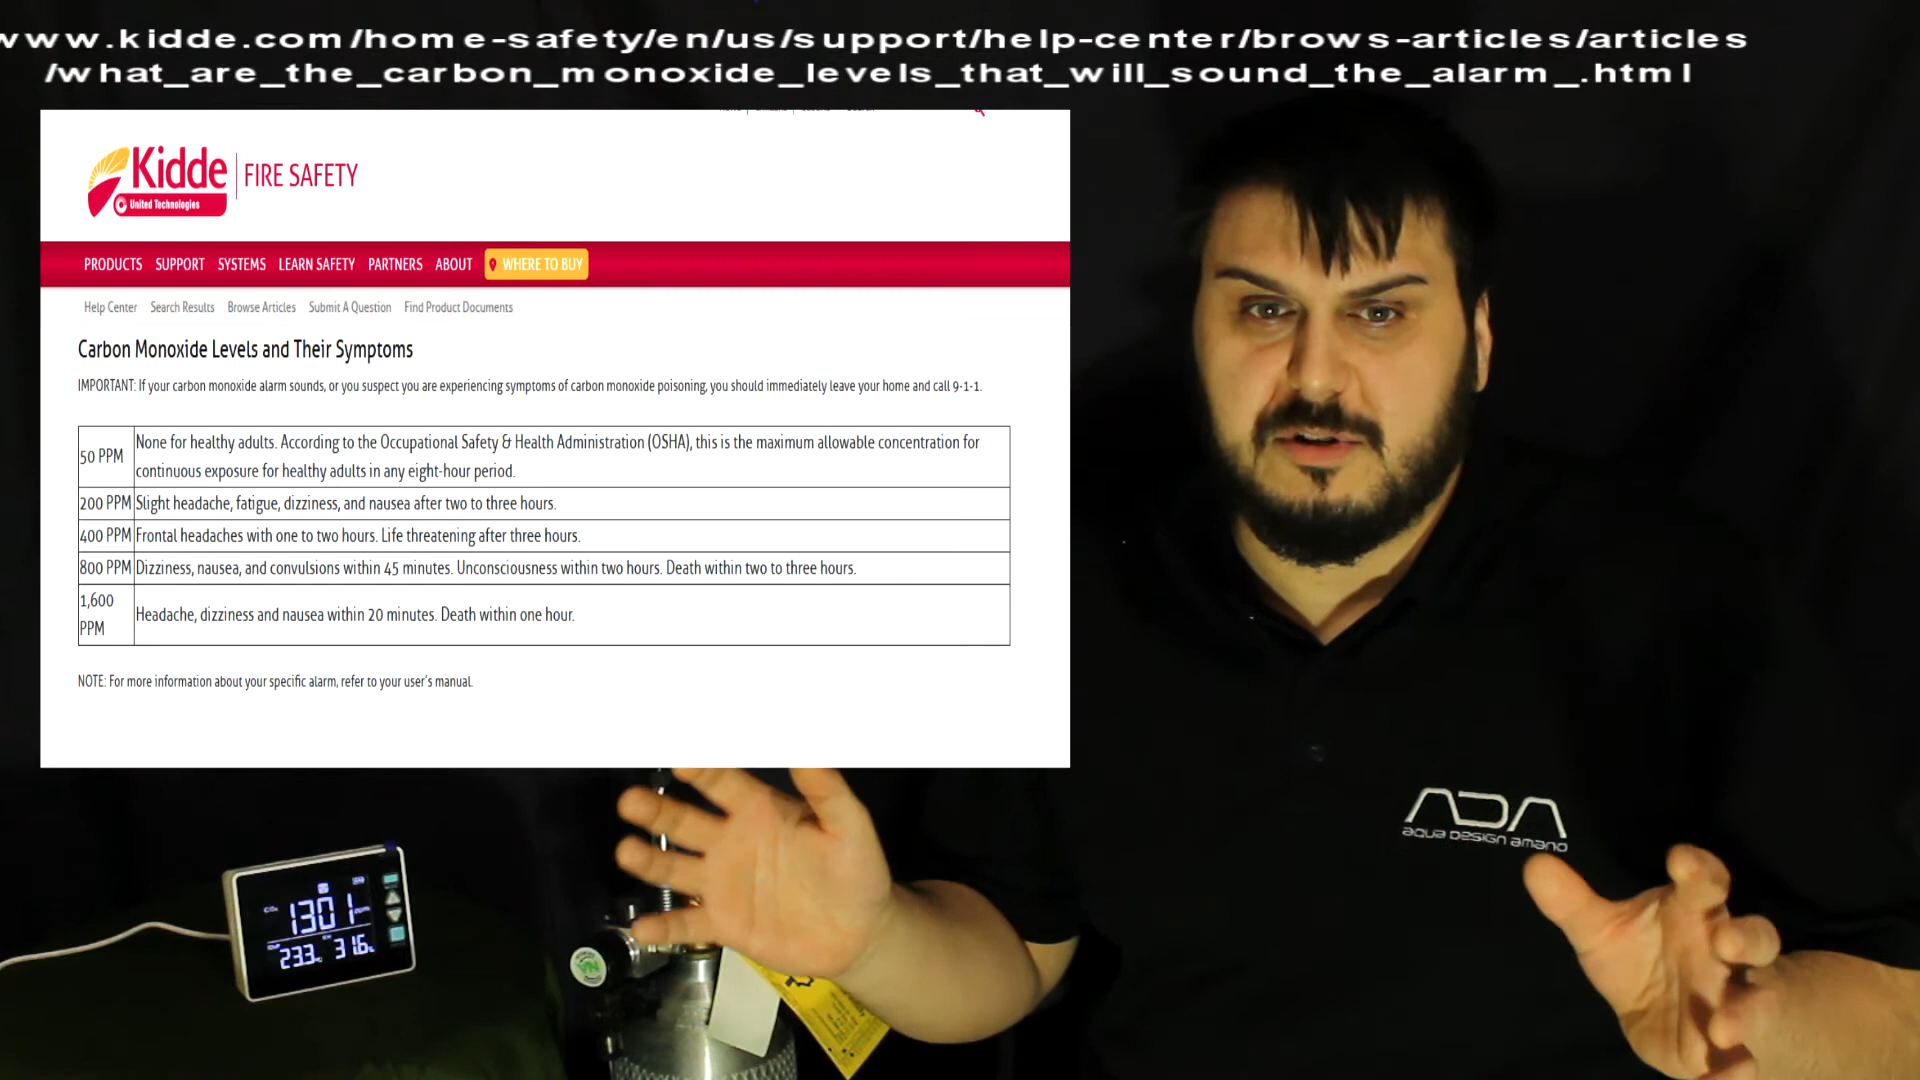 www.kidde.com/home-safety/en/us/support/help-center/brows-articles/articles
/what_are_the_carbon_monoxide_levels_that_will_sound_the_alarm_.html
Kidde
United Technologies
FIRE SAFETY
PRODUCTS SUPPORT SYSTEMS LEARN SAFETY PARTNERS ABOUT WHERE TO BUY
Help Center Search Results Browse Articles Submit A Question Find Product Documents
Carbon Monoxide Levels and Their Symptoms
IMPORTANT: If your carbon monoxide alarm sounds, or you suspect you are experiencing symptoms of carbon monoxide poisoning, you should immediately leave your home and call 9-1-1.
50 PPM None for healthy adults. According to the Occupational Safety & Health Administration (OSHA), this is the maximum allowable concentration for
continuous exposure for healthy adults in any eight-hour period.
200 PPM Slight headache, fatigue, dizziness, and nausea after two to three hours.
400 PPM Frontal headaches with one to two hours. Life threatening after three hours.
800 PPM Dizziness, nausea, and convulsions within 45 minutes. Unconsciousness within two hours. Death within two to three hours.
1,600
PPM
Headache, dizziness and nausea within 20 minutes. Death within one hour.
NOTE: For more information about your specific alarm, refer to your user's manual.
ADA
aqua DESIGN amano
1301
23.3 31.6